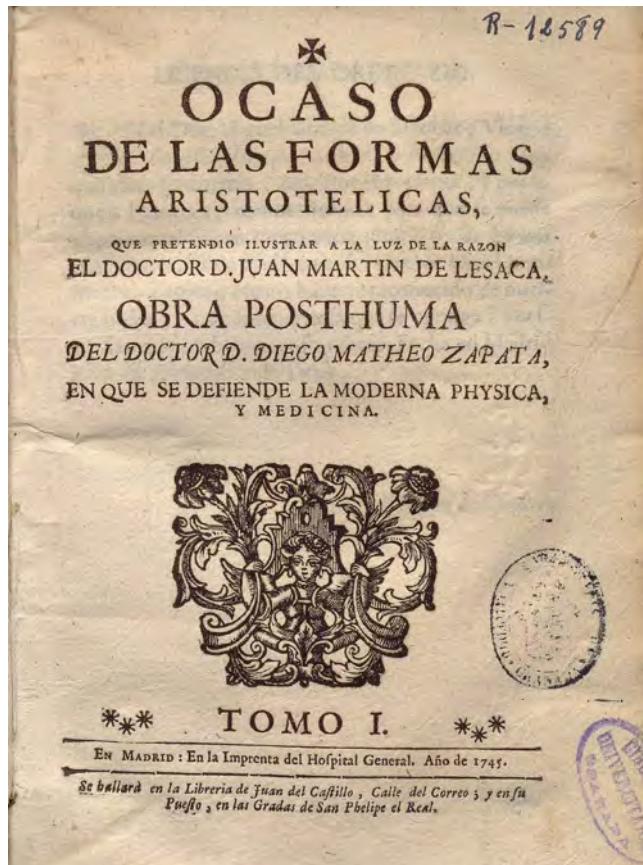 R-12589
OCASO
DE LAS FORMAS
ARISTOTELICAS,
QUE PRETENDIÒ ILUSTRAR A LA LUZ DE LA RAZON
EL DOCTOR D. JUAN MARTIN DE LESACA,
OBRA POSTHUMA
DEL DOCTOR D. DIEGO MATHEO ZAPATA,
EN QUE SE DEFIENDE LA MODERNA PHYSICA,
Y MEDICINA.
TOMO I.
EN MADRID : En la Imprenta del Hoſpital General. Año de 1745.
Se hallarà en la Libreria de Juan del Caſtillo , Calle del Correo ; y en ſu
Pueſto , en las Gradas de San Phelipe el Real.